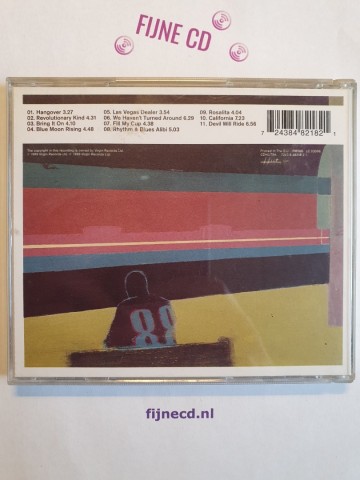 FIJNE CD
01. Hangover 3.27
02. Revolutionary Kind 4.31
03. Bring It On 4.10
04. Blue Moon Rising 4.48
05. Las Vegas Dealer 3.54
06. We Haven't Turned Around 6.29
07. Fill My Cup 4.38
08. Rhythm & Blues Alibi 5.03
09. Rosalita 4.04
10. California 7.22
11. Devil Will Ride 6.56
7 24384 82182 1
88
fijnecd.nl